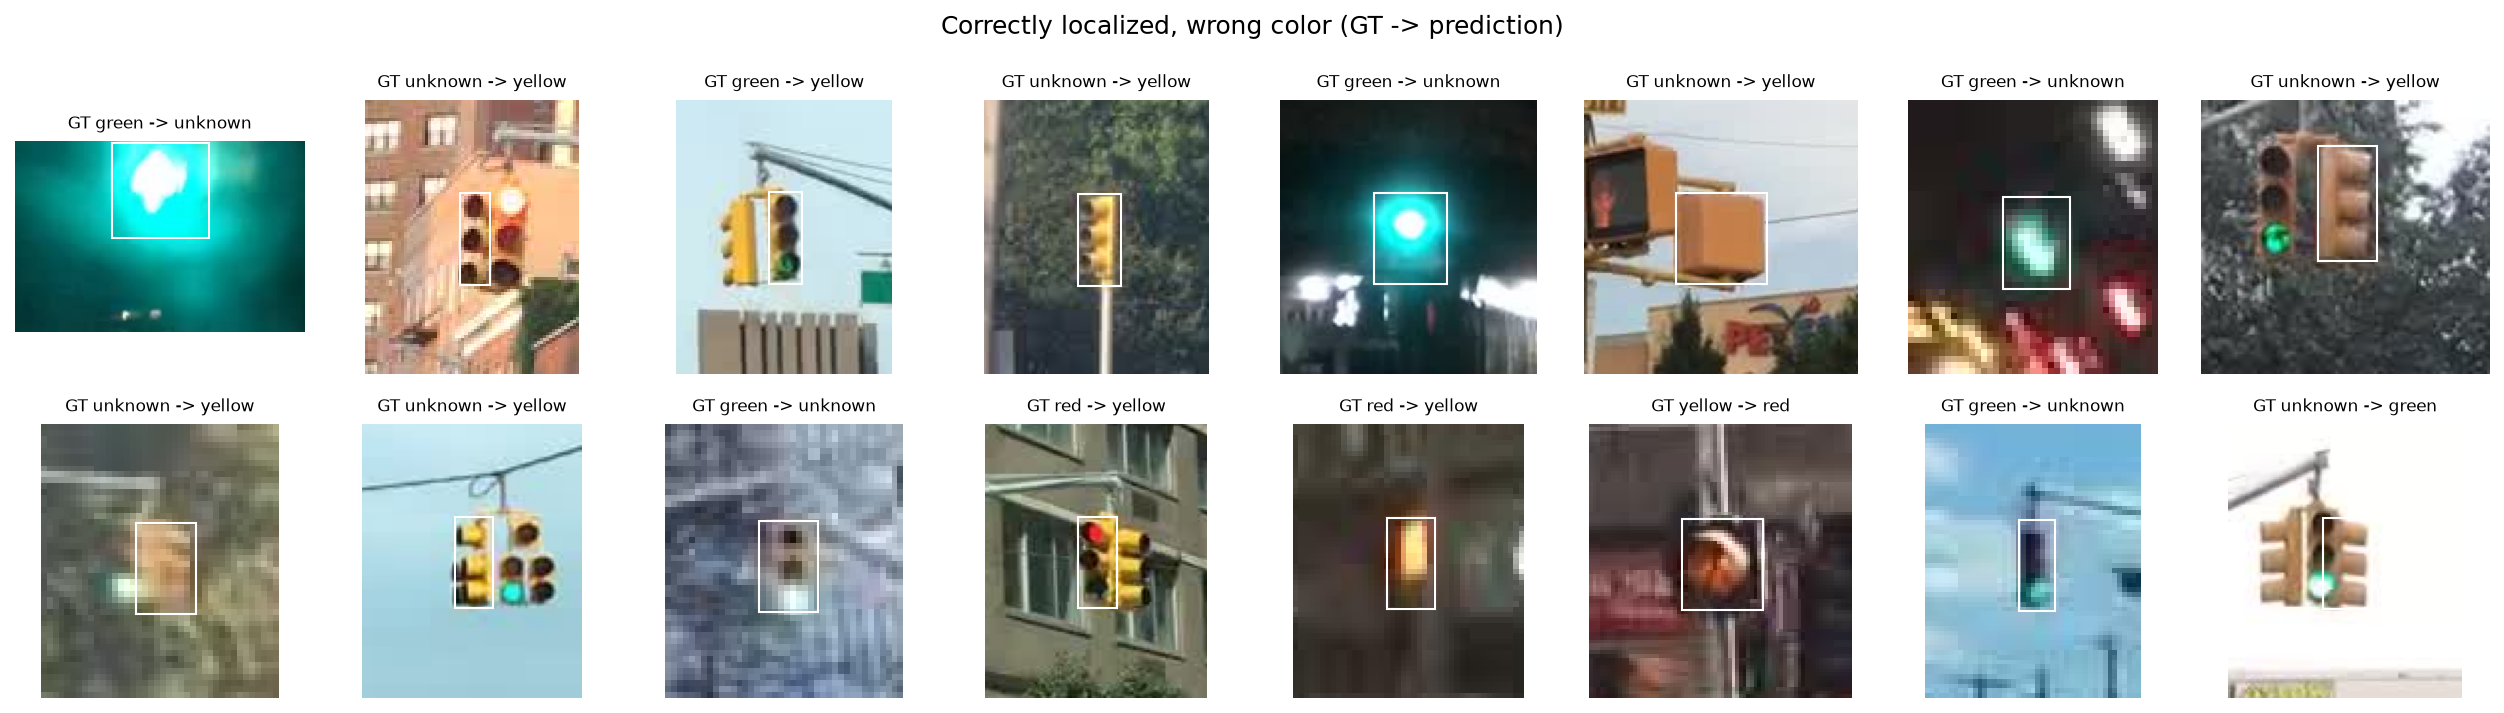 Correctly localized, wrong color (GT -> prediction)
GT green -> unknown
GT unknown -> yellow
GT green -> yellow
GT unknown -> yellow
GT green -> unknown
GT unknown -> yellow
GT green -> unknown
GT unknown -> yellow
GT unknown -> yellow
GT unknown -> yellow
GT green -> unknown
GT red -> yellow
GT red -> yellow
GT yellow -> red
GT green -> unknown
GT unknown -> green